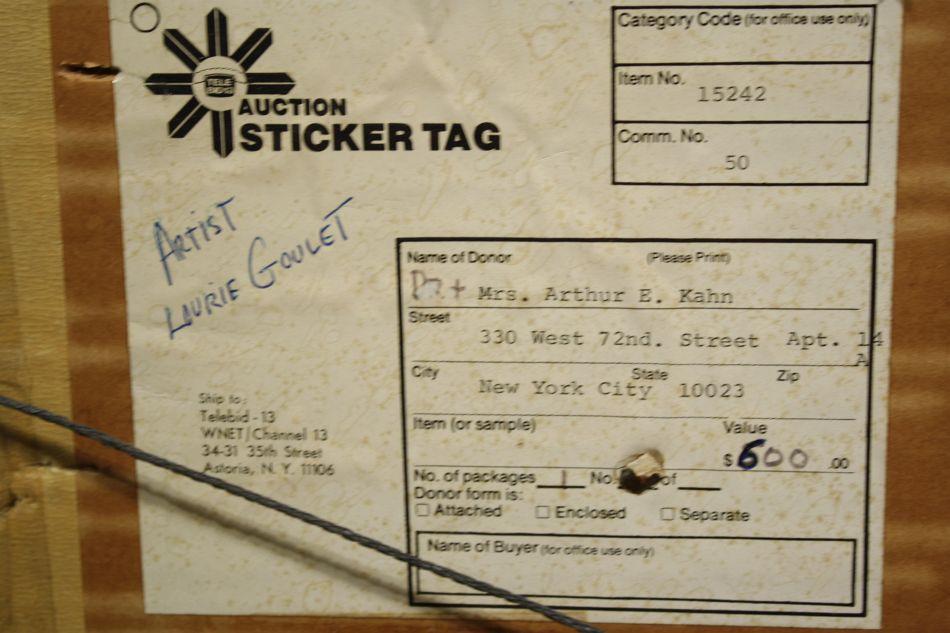 TELE
BID13
AUCTION
STICKER TAG
Category Code (for office use only)
Item No.
15242
Comm. No.
50
ARTIST
LAURIE GOULET
Name of Donor (Please Print)
Dr + Mrs. Arthur E. Kahn
Street
330 West 72nd. Street Apt. 14
A
City State Zip
New York City 10023
Item (or sample) Value
$600.00
No. of packages 1 No. of
Donor form is:
☐ Attached ☐ Enclosed ☐ Separate
Name of Buyer (for office use only)
Ship to:
Telebid - 13
WNET/Channel 13
34-31 35th Street
Astoria, N. Y. 11106